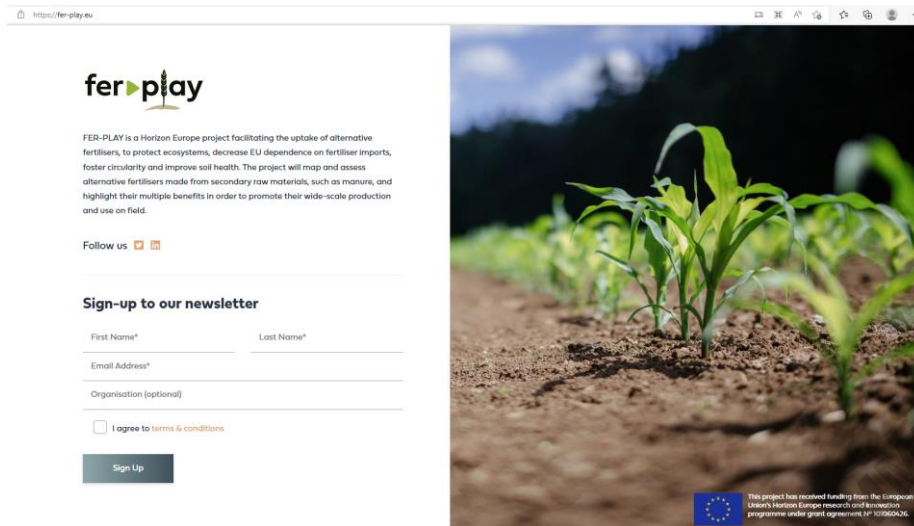 https://fer-play.eu
fer play
FER-PLAY is a Horizon Europe project facilitating the uptake of alternative
fertilisers, to protect ecosystems, decrease EU dependence on fertiliser imports,
foster circularity and improve soil health. The project will map and assess
alternative fertilisers made from secondary raw materials, such as manure, and
highlight their multiple benefits in order to promote their wide-scale production
and use on field.
Follow us
Sign-up to our newsletter
First Name* Last Name*
Email Address*
Organisation (optional)
I agree to terms & conditions
Sign Up
This project has received funding from the European
Union's Horizon Europe research and innovation
programme under grant agreement N° 101060426.